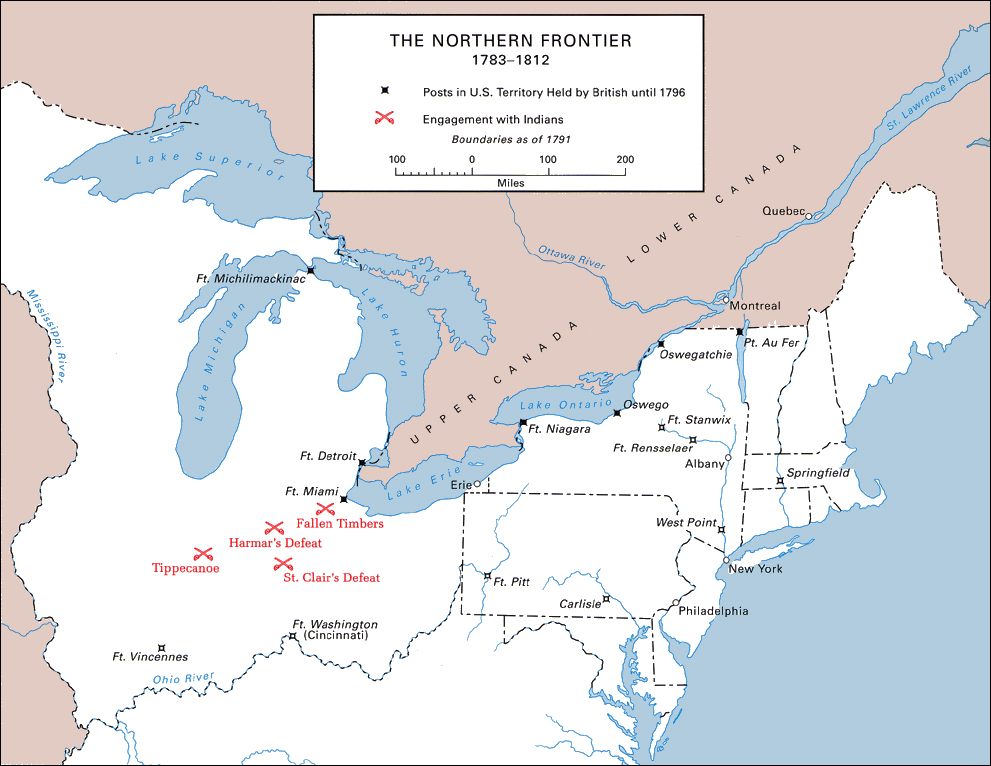 THE NORTHERN FRONTIER
1783–1812
Posts in U.S. Territory Held by British until 1796
Engagement with Indians
Boundaries as of 1791
100 0 100 200
Miles
St. Lawrence River
Lake Superior
LOWER CANADA
Quebec
Ottawa River
Ft. Michilimackinac
Mississippi River
Lake Michigan
Lake Huron
Montreal
Pt. Au Fer
Oswegatchie
UPPER CANADA
Lake Ontario
Oswego
Ft. Stanwix
Ft. Niagara
Ft. Rensselaer
Albany
Ft. Detroit
Lake Erie
Erie
Springfield
Ft. Miami
Fallen Timbers
West Point
Harmar's Defeat
Tippecanoe
St. Clair's Defeat
New York
Ft. Pitt
Carlisle
Philadelphia
Ft. Washington
(Cincinnati)
Ft. Vincennes
Ohio River